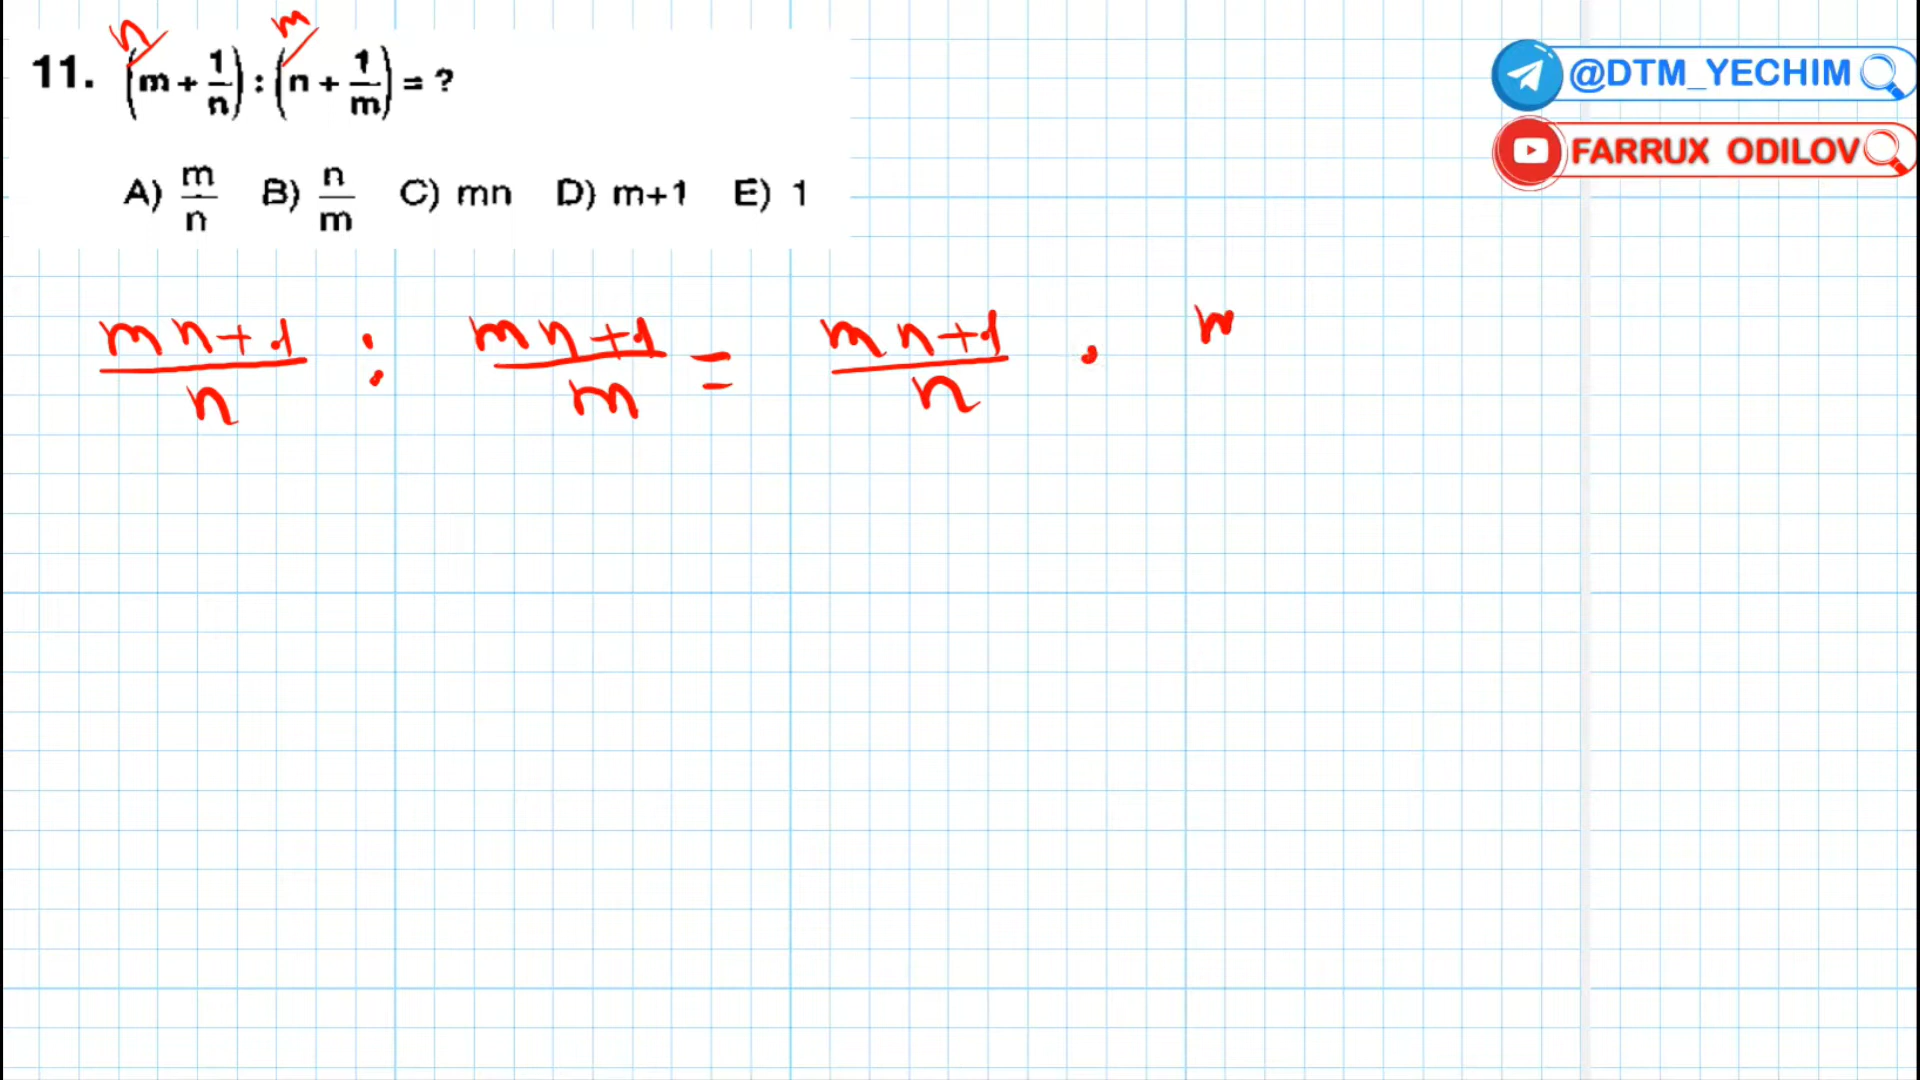 n m
11. (m + 1/n) : (n + 1/m) = ?
A) m/n B) n/m C) mn D) m+1 E) 1
@DTM_YECHIM
FARRUX ODILOV
mn+1/n : mn+1/m = mn+1/n · m